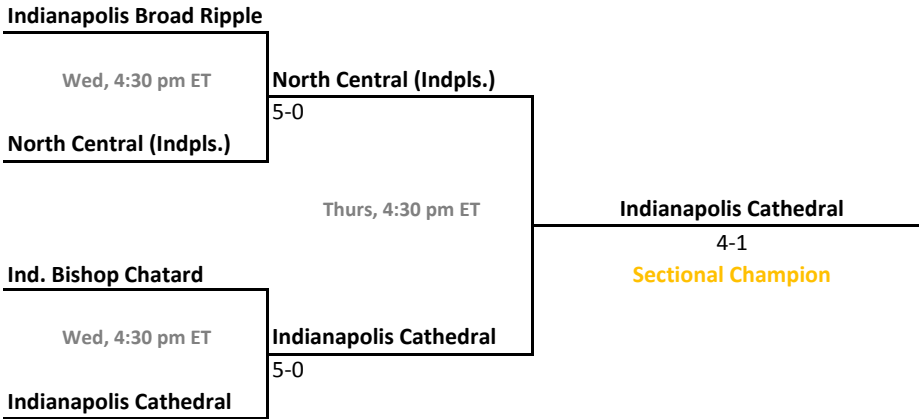 Indianapolis Broad Ripple
Wed, 4:30 pm ET
North Central (Indpls.)
5-0
North Central (Indpls.)
Thurs, 4:30 pm ET
Indianapolis Cathedral
4-1
Sectional Champion
Ind. Bishop Chatard
Wed, 4:30 pm ET
Indianapolis Cathedral
5-0
Indianapolis Cathedral